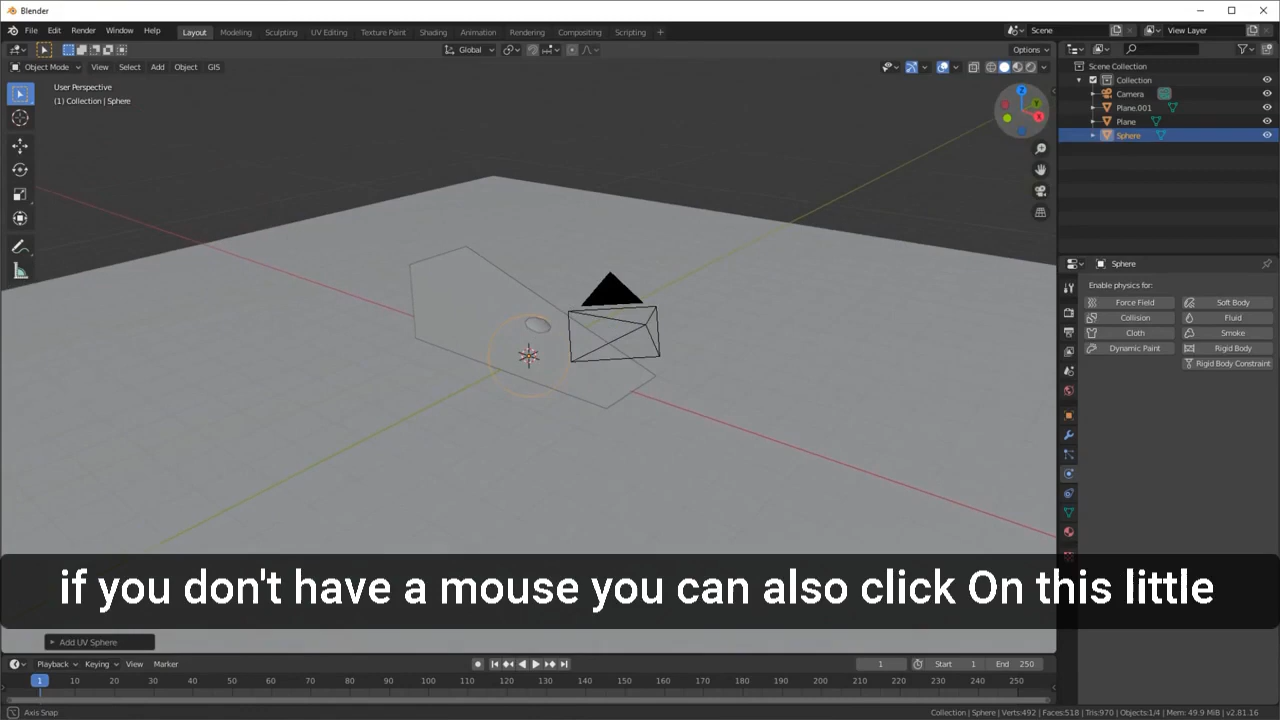 Blender
File Edit Render Window Help Layout Modeling Sculpting UV Editing Texture Paint Shading Animation Rendering Compositing Scripting + Scene View Layer
Global Options
Object Mode View Select Add Object GIS
User Perspective
(1) Collection | Sphere
Z
Y
X
Scene Collection
Collection
Camera
Plane.001
Plane
Sphere
Sphere
Enable physics for:
Force Field Soft Body
Collision Fluid
Cloth Smoke
Dynamic Paint Rigid Body
Rigid Body Constraint
if you don't have a mouse you can also click On this little
Add UV Sphere
Playback Keying View Marker 1 Start 1 End 250
1 10 20 30 40 50 60 70 80 90 100 110 120 130 140 150 160 170 180 190 200 210 220 230 240 250
Axis Snap Collection | Sphere | Verts:492 | Faces:518 | Tris:970 | Objects:1/4 | Mem: 49.9 MiB | v2.81.16